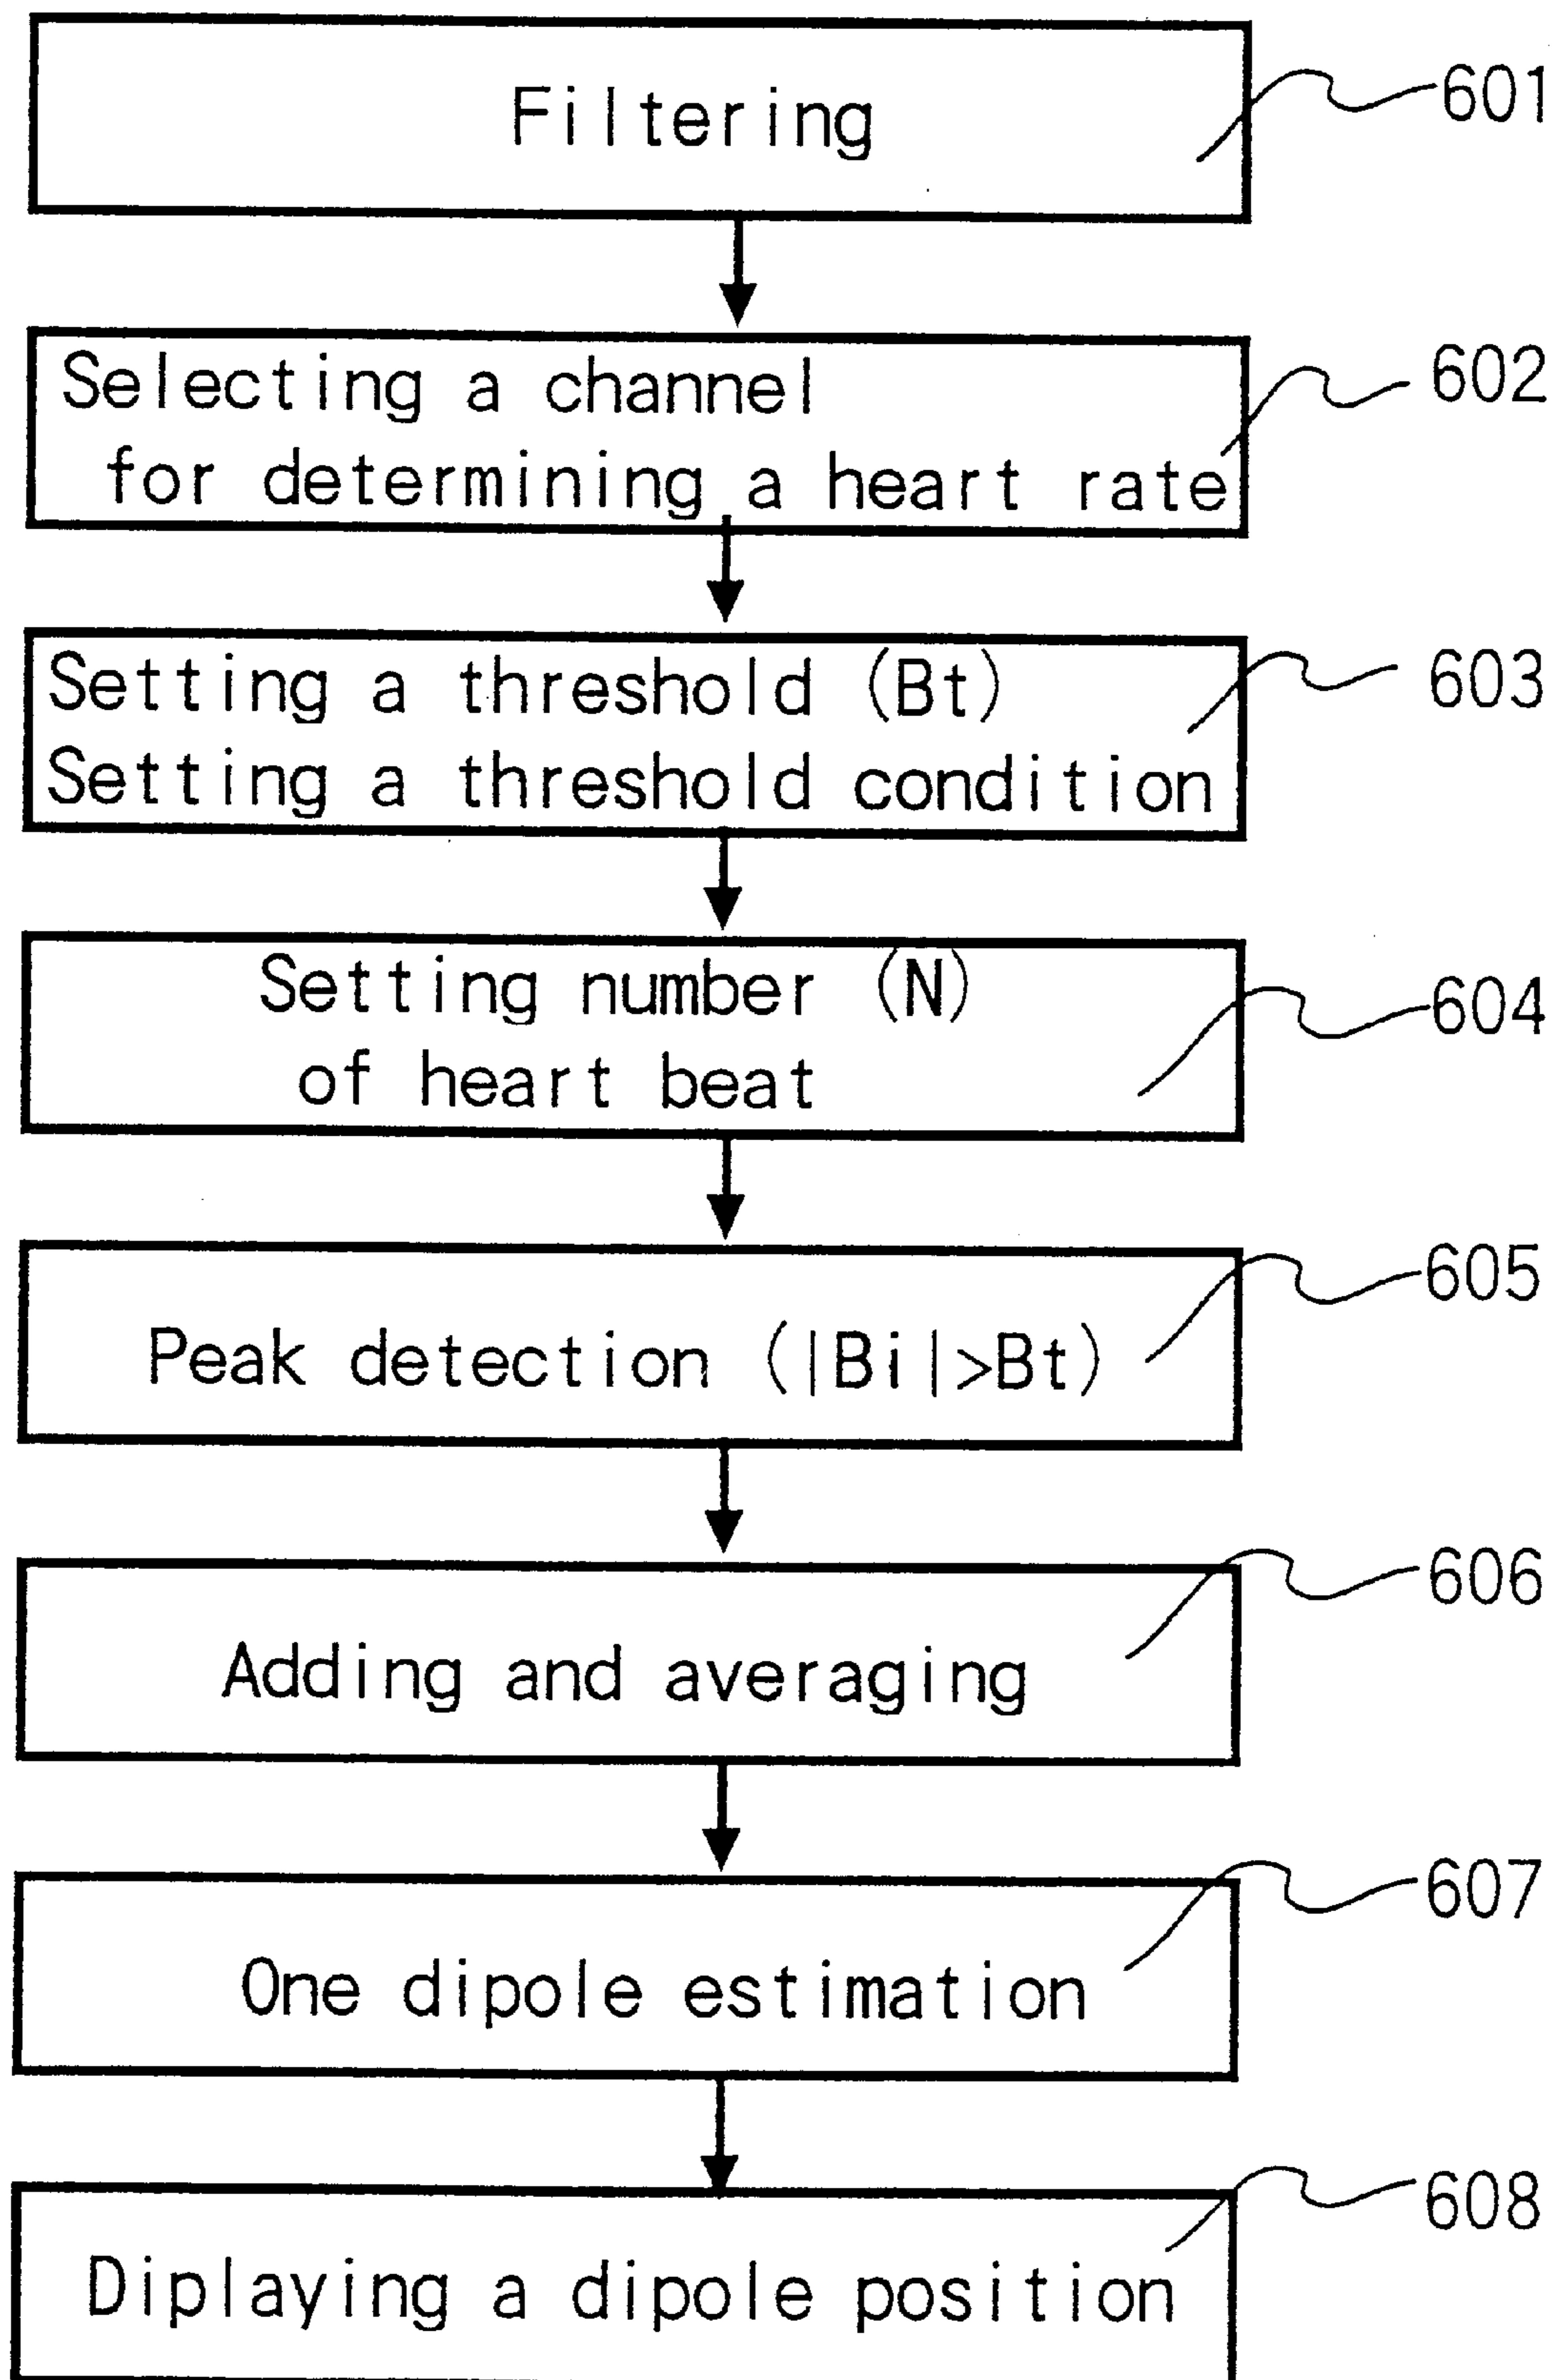 Filtering
601
Selecting a channel
for determining a heart rate
602
Setting a threshold (Bt)
Setting a threshold condition
603
Setting number (N)
of heart beat
604
Peak detection (|Bi|>Bt)
605
Adding and averaging
606
One dipole estimation
607
Diplaying a dipole position
608